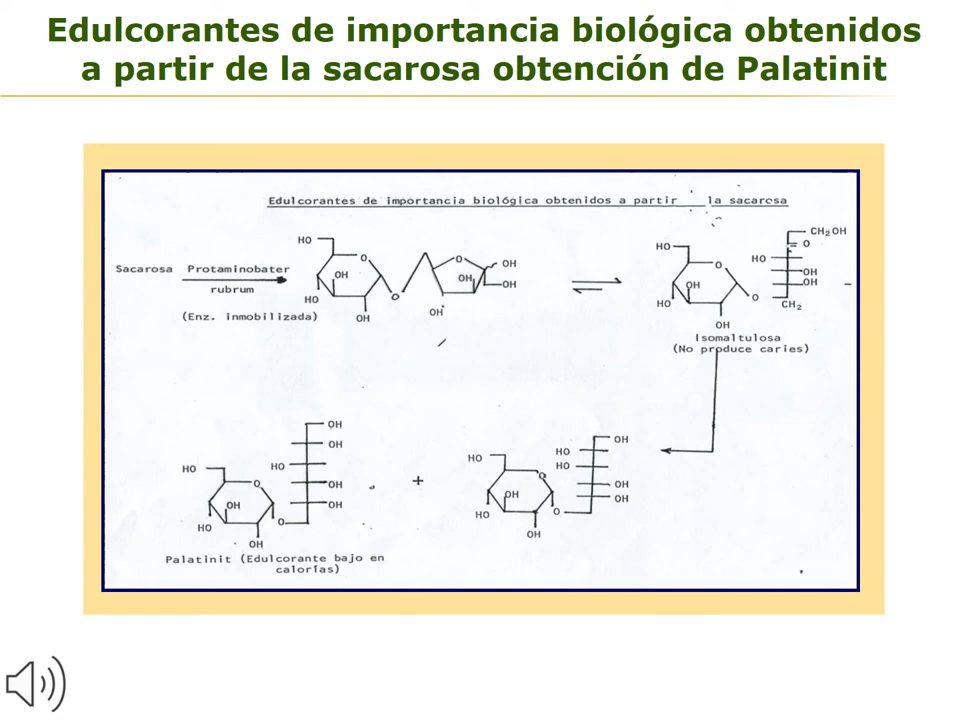 Edulcorantes de importancia biológica obtenidos
a partir de la sacarosa obtención de Palatinit
Edulcorantes de importancia biológica obtenidos a partir la sacarosa
Sacarosa Protaminobater
rubrum
(Enz. inmobilizada)
HO
O
OH
HO
OH
O
O
OH
OH
OH
OH
HO
O
OH
HO
OH
O
CH₂OH
O
HO
OH
OH
CH₂
Isomaltulosa
(No produce caries)
HO
O
OH
HO
OH
O
OH
OH
HO
OH
OH
Palatinit (Edulcorante bajo en
calorías)
+
HO
O
OH
HO
OH
O
OH
HO
HO
OH
OH